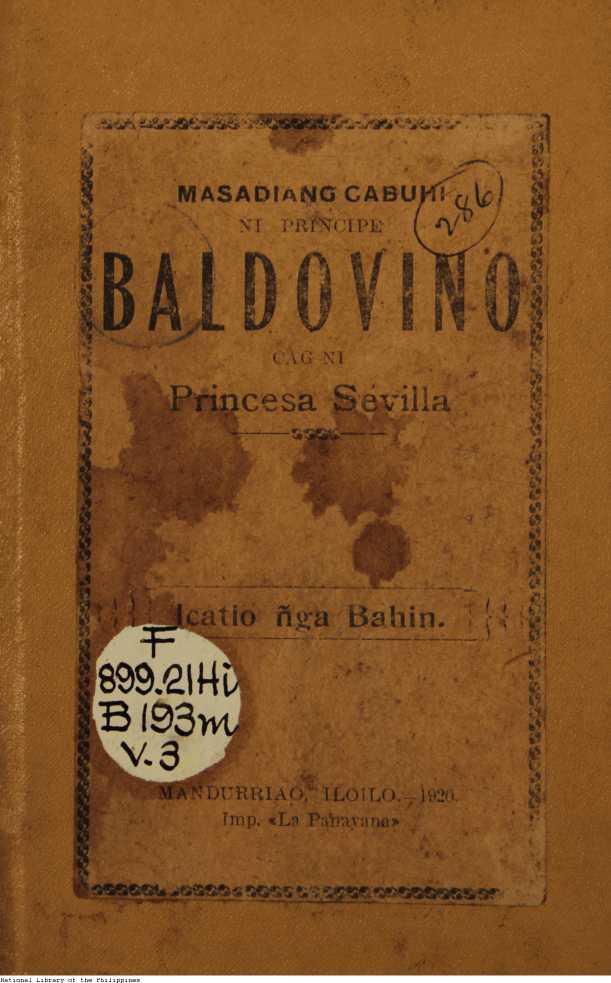 MASADIANG CABUHI
286
NI PRINCIPE
BALDOVINO
CAG NI
Princesa Sevilla
Icatlo ñga Bahin.
F
899.21Hi
B193m
V.3
MANDURRIAO, ILOILO.—1920.
Imp. «La Panayana»
National Library of the Philippines